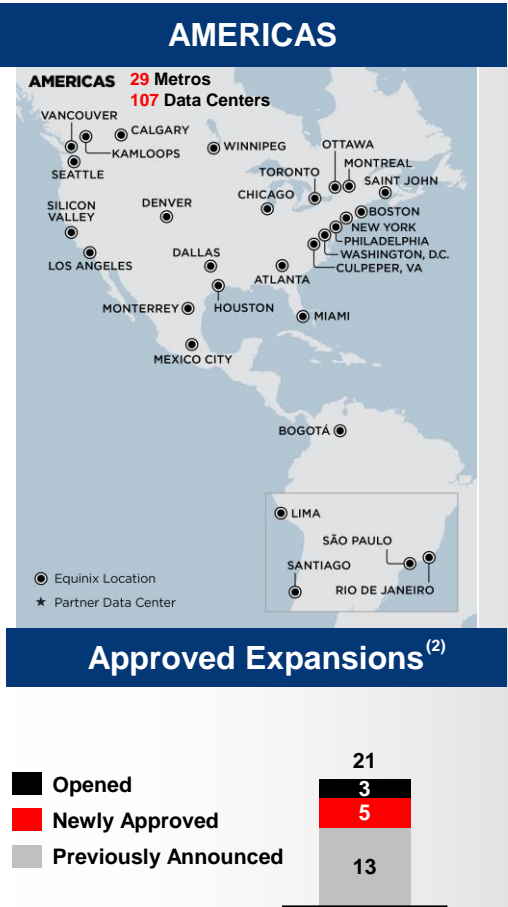 AMERICAS
AMERICAS 29 Metros
107 Data Centers
VANCOUVER
CALGARY
KAMLOOPS
SEATTLE
WINNIPEG
OTTAWA
MONTREAL
TORONTO
SAINT JOHN
CHICAGO
SILICON
VALLEY
DENVER
BOSTON
NEW YORK
PHILADELPHIA
WASHINGTON, D.C.
CULPEPER, VA
LOS ANGELES
DALLAS
ATLANTA
MONTERREY
HOUSTON
MIAMI
MEXICO CITY
BOGOTÁ
LIMA
SÃO PAULO
SANTIAGO
RIO DE JANEIRO
Equinix Location
Partner Data Center
Approved Expansions(2)
21
Opened
3
Newly Approved
5
Previously Announced
13